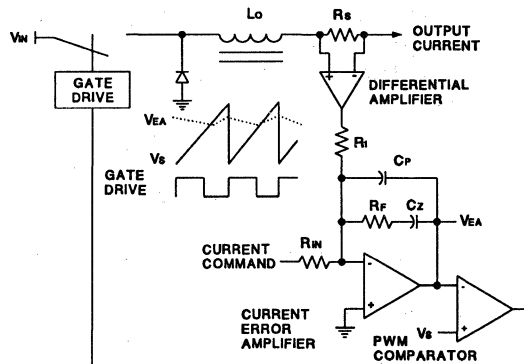 Lo
Rs
OUTPUT
CURRENT
VIN
GATE
DRIVE
+ -
DIFFERENTIAL
AMPLIFIER
VEA
VS
RI
GATE
DRIVE
CP
RF
CZ
VEA
CURRENT
COMMAND
RIN
-
+
CURRENT
ERROR
AMPLIFIER
-
+
VS
PWM
COMPARATOR